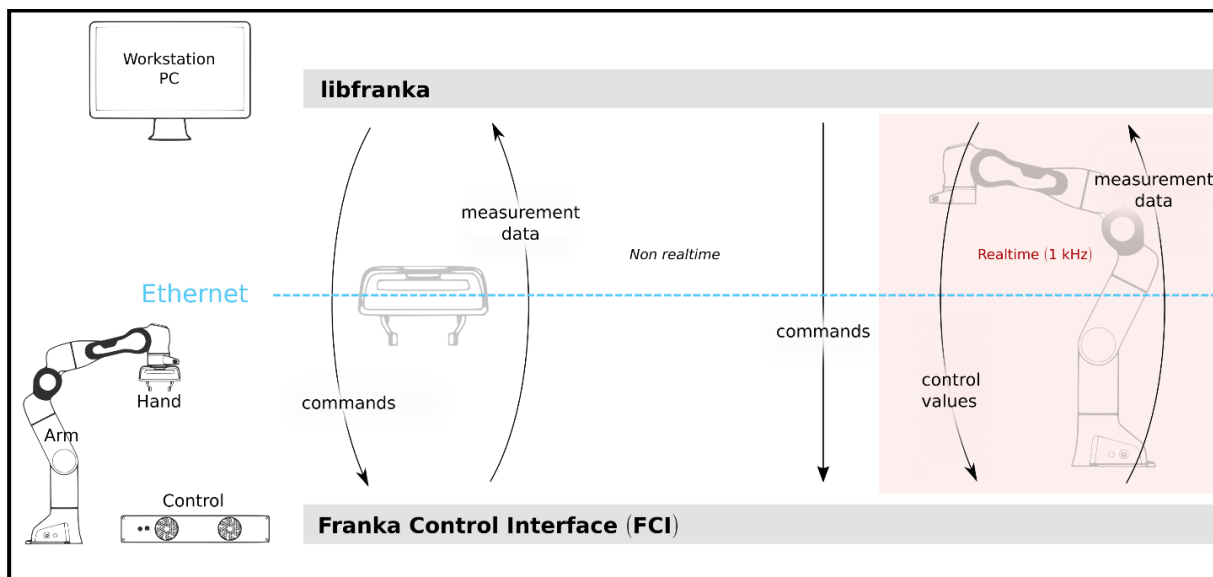 Workstation
PC
libfranka
measurement
data
measurement
data
Non realtime
Realtime (1 kHz)
Ethernet
commands
control
values
commands
Hand
Arm
Control
Franka Control Interface (FCI)